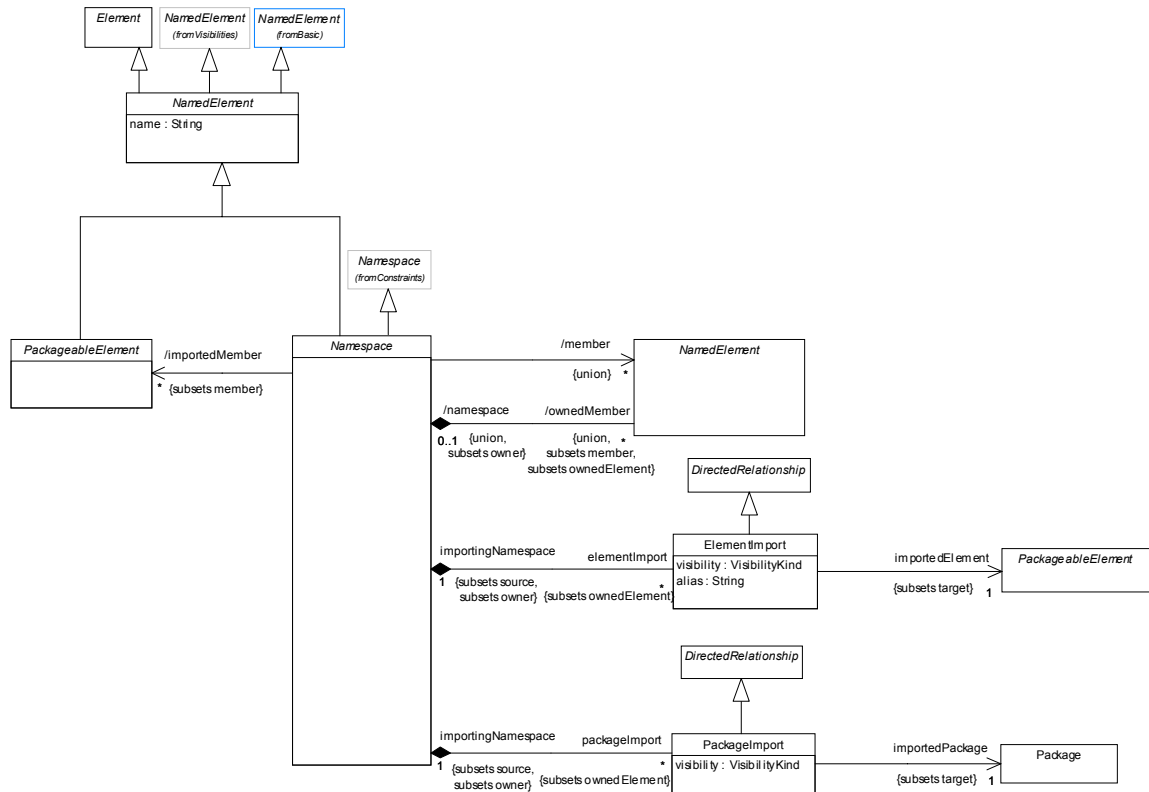 Element
NamedElement
(fromVisibilities)
NamedElement
(fromBasic)
NamedElement
name : String
Namespace
(fromConstraints)
PackageableElement
/importedMember
* {subsets member}
Namespace
/member
{union} *
NamedElement
/namespace
/ownedMember
0..1 {union,
subsets owner}
{union, *
subsets member,
subsets ownedElement}
DirectedRelationship
importingNamespace
elementImport
1 {subsets source,
subsets owner}
*
{subsets ownedElement}
ElementImport
visibility : VisibilityKind
alias : String
importedElement
{subsets target} 1
PackageableElement
DirectedRelationship
importingNamespace
packageImport
1 {subsets source,
subsets owner}
*
{subsets ownedElement}
PackageImport
visibility : VisibilityKind
importedPackage
{subsets target} 1
Package